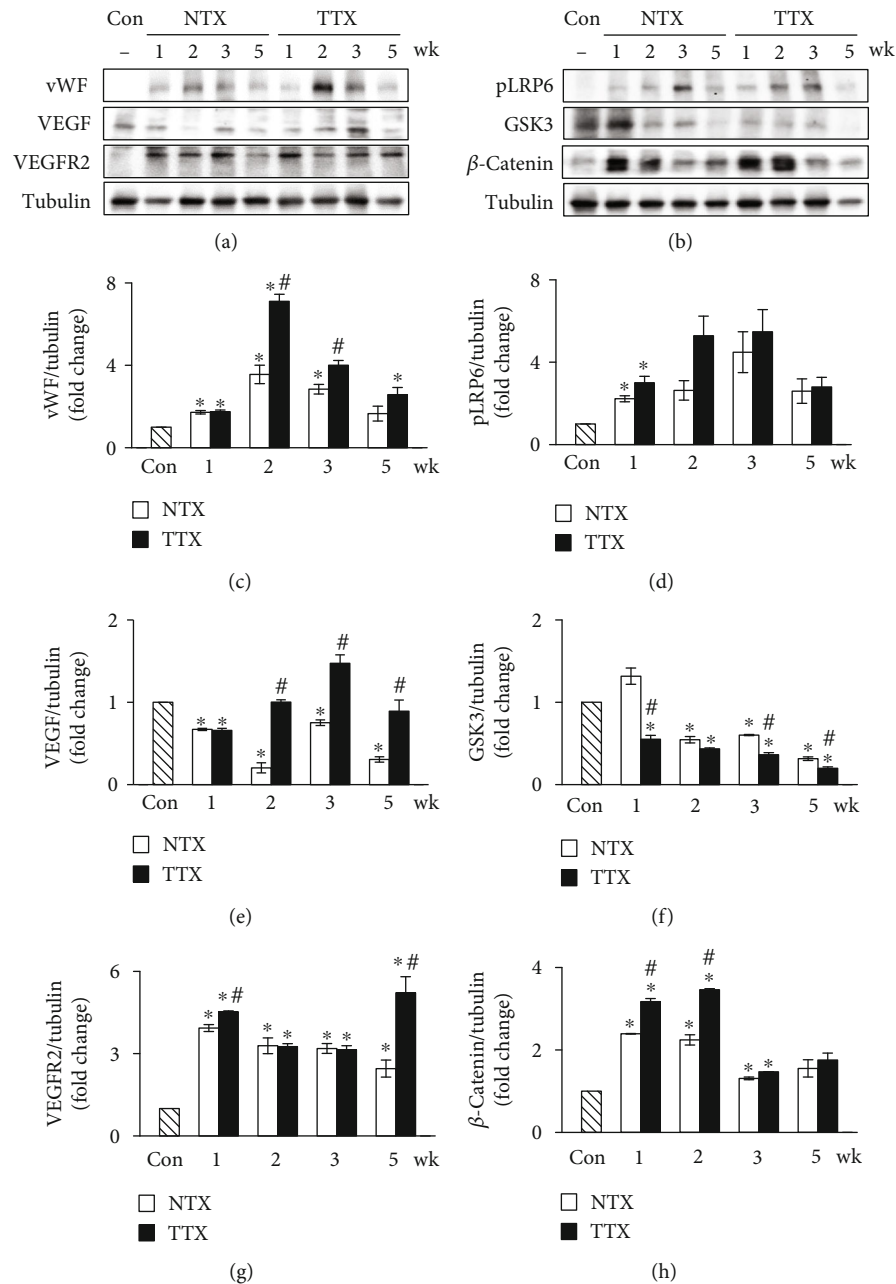 Con NTX TTX
– 1 2 3 5 1 2 3 5 wk
vWF
VEGF
VEGFR2
Tubulin
(a)
Con NTX TTX
– 1 2 3 5 1 2 3 5 wk
pLRP6
GSK3
β-Catenin
Tubulin
(b)
vWF/tubulin
(fold change)
8
4
0
* * * *# * # *
Con 1 2 3 5 wk
NTX
TTX
(c)
pLRP6/tubulin
(fold change)
8
4
0
* *
Con 1 2 3 5 wk
NTX
TTX
(d)
VEGF/tubulin
(fold change)
2
1
0
* * * # * # * #
Con 1 2 3 5 wk
NTX
TTX
(e)
GSK3/tubulin
(fold change)
2
1
0
# # #
* * * * * * *
Con 1 2 3 5 wk
NTX
TTX
(f)
VEGFR2/tubulin
(fold change)
6
3
0
* *# * * * * * *#
Con 1 2 3 5 wk
NTX
TTX
(g)
β-Catenin/tubulin
(fold change)
4
2
0
# #
* * * * * *
Con 1 2 3 5 wk
NTX
TTX
(h)